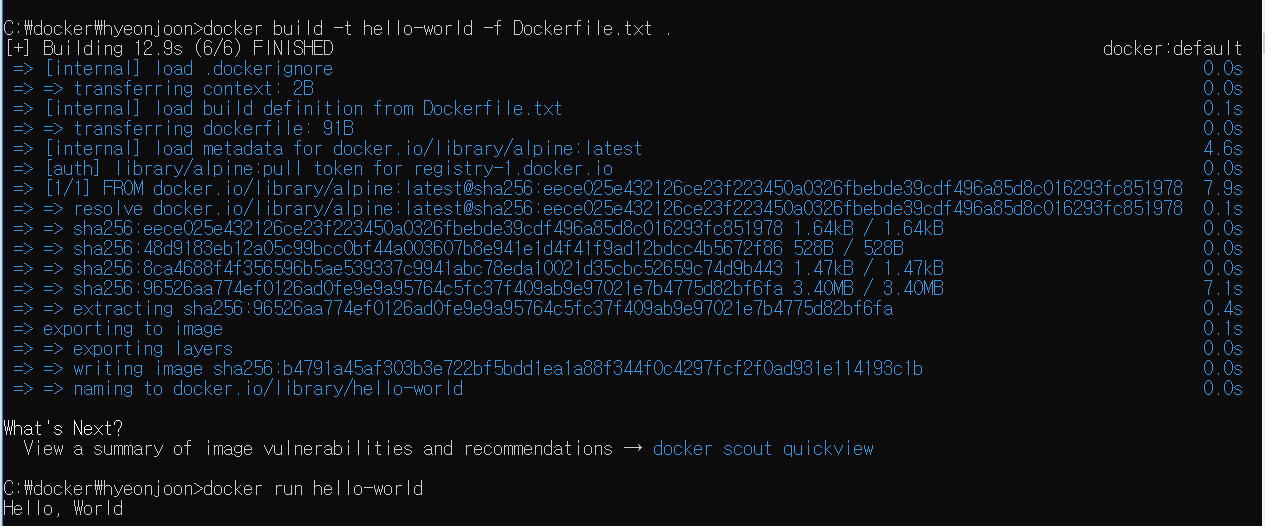 C:₩docker₩hyeonjoon>docker build -t hello-world -f Dockerfile.txt .
[+] Building 12.9s (6/6) FINISHED docker:default
=> [internal] load .dockerignore 0.0s
=> => transferring context: 2B 0.0s
=> [internal] load build definition from Dockerfile.txt 0.1s
=> => transferring dockerfile: 91B 0.0s
=> [internal] load metadata for docker.io/library/alpine:latest 4.6s
=> [auth] library/alpine:pull token for registry-1.docker.io 0.0s
=> [1/1] FROM docker.io/library/alpine:latest@sha256:eece025e432126ce23f223450a0326fbebde39cdf496a85d8c016293fc851978 7.9s
=> => resolve docker.io/library/alpine:latest@sha256:eece025e432126ce23f223450a0326fbebde39cdf496a85d8c016293fc851978 0.1s
=> => sha256:eece025e432126ce23f223450a0326fbebde39cdf496a85d8c016293fc851978 1.64kB / 1.64kB 0.0s
=> => sha256:48d9183eb12a05c99bcc0bf44a003607b8e941e1d4f41f9ad12bdcc4b5672f86 528B / 528B 0.0s
=> => sha256:8ca4688f4f356596b5ae539337c9941abc78eda10021d35cbc52659c74d9b443 1.47kB / 1.47kB 0.0s
=> => sha256:96526aa774ef0126ad0fe9e9a95764c5fc37f409ab9e97021e7b4775d82bf6fa 3.40MB / 3.40MB 7.1s
=> => extracting sha256:96526aa774ef0126ad0fe9e9a95764c5fc37f409ab9e97021e7b4775d82bf6fa 0.4s
=> exporting to image 0.1s
=> => exporting layers 0.0s
=> => writing image sha256:b4791a45af303b3e722bf5bdd1ea1a88f344f0c4297fcf2f0ad931e114193c1b 0.0s
=> => naming to docker.io/library/hello-world 0.0s
What's Next?
View a summary of image vulnerabilities and recommendations → docker scout quickview
C:₩docker₩hyeonjoon>docker run hello-world
Hello, World